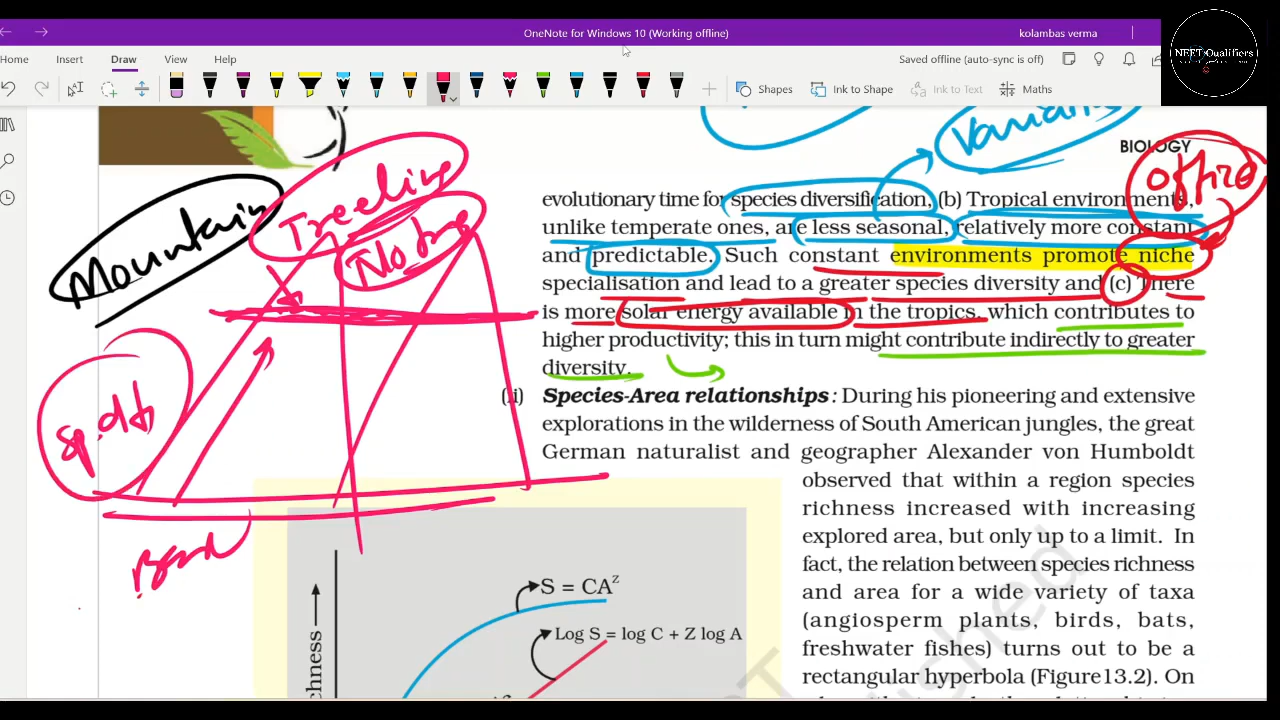 OneNote for Windows 10 (Working offline)
kolambas verma
NEET Qualifiers
Home Insert Draw View Help
Saved offline (auto-sync is off)
Shapes Ink to Shape Ink to Text Maths
BIOLOGY
Mountain
Treeline
No tree
evolutionary time for species diversification, (b) Tropical environments,
unlike temperate ones, are less seasonal, relatively more constant
and predictable. Such constant environments promote niche
specialisation and lead to a greater species diversity and (c) There
is more solar energy available in the tropics, which contributes to
higher productivity; this in turn might contribute indirectly to greater
diversity.
(ii) Species-Area relationships: During his pioneering and extensive
explorations in the wilderness of South American jungles, the great
German naturalist and geographer Alexander von Humboldt
observed that within a region species
richness increased with increasing
explored area, but only up to a limit. In
fact, the relation between species richness
and area for a wide variety of taxa
(angiosperm plants, birds, bats,
freshwater fishes) turns out to be a
rectangular hyperbola (Figure13.2). On
S = CA^Z
Log S = log C + Z log A